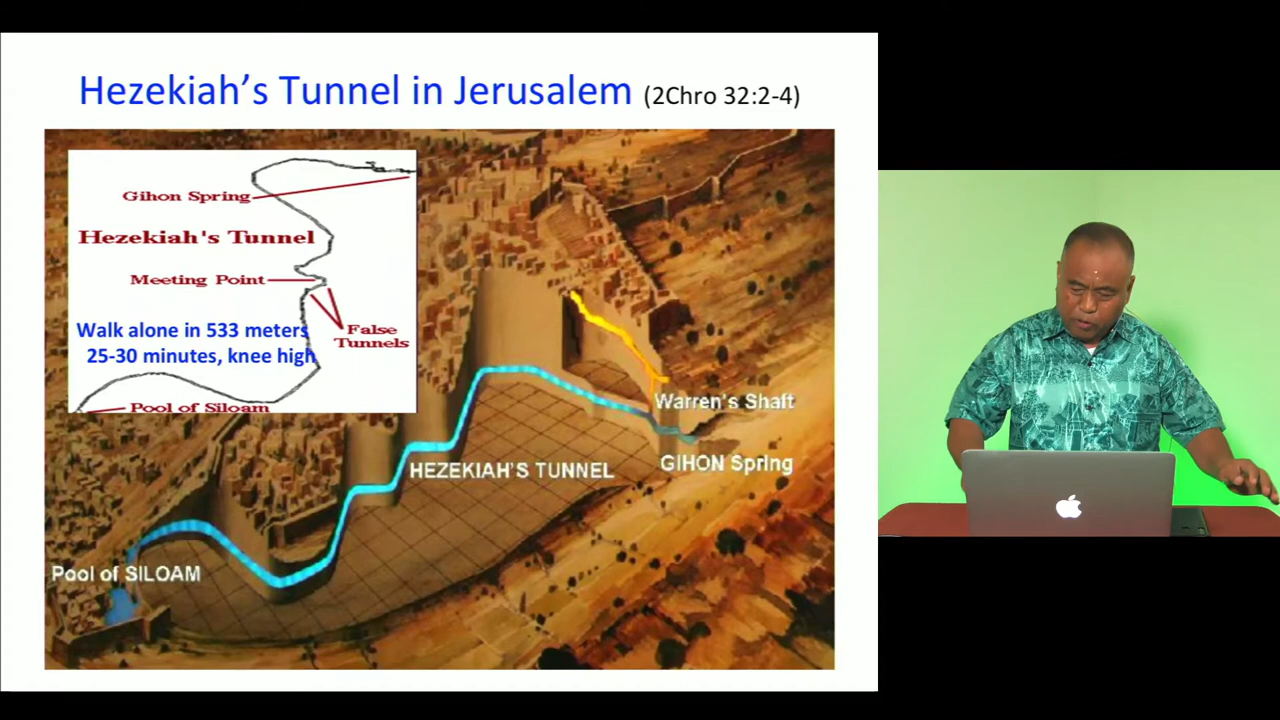 Hezekiah's Tunnel in Jerusalem (2Chro 32:2-4)
Gihon Spring
Hezekiah's Tunnel
Meeting Point
Walk alone in 533 meters
25-30 minutes, knee high
False
Tunnels
Pool of Siloam
Warren's Shaft
GIHON Spring
HEZEKIAH'S TUNNEL
Pool of SILOAM